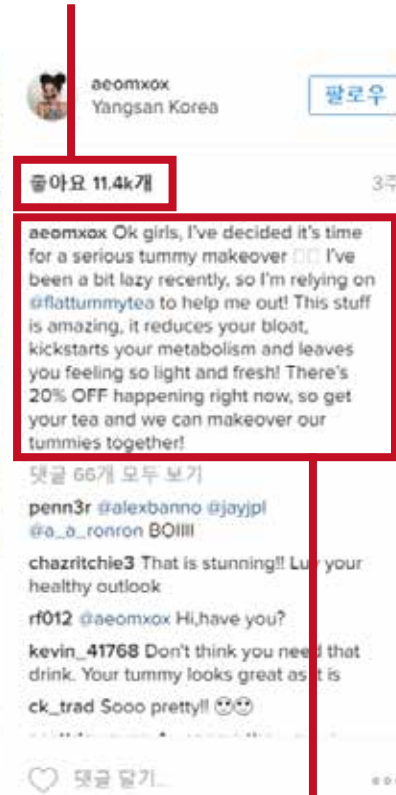 aeomxox
Yangsan Korea
팔로우
좋아요 11.4k개
3주
aeomxox Ok girls, I've decided it's time
for a serious tummy makeover I've
been a bit lazy recently, so I'm relying on
@flattummytea to help me out! This stuff
is amazing, it reduces your bloat,
kickstarts your metabolism and leaves
you feeling so light and fresh! There's
20% OFF happening right now, so get
your tea and we can makeover our
tummies together!
댓글 66개 모두 보기
penn3r @alexbanno @jayjpl
@a_a_ronron BOIIII
chazritchie3 That is stunning!! Luv your
healthy outlook
rf012 @aeomxox Hi,have you?
kevin_41768 Don't think you need that
drink. Your tummy looks great as it is
ck_trad Sooo pretty!! 🙄🙄
댓글 달기...